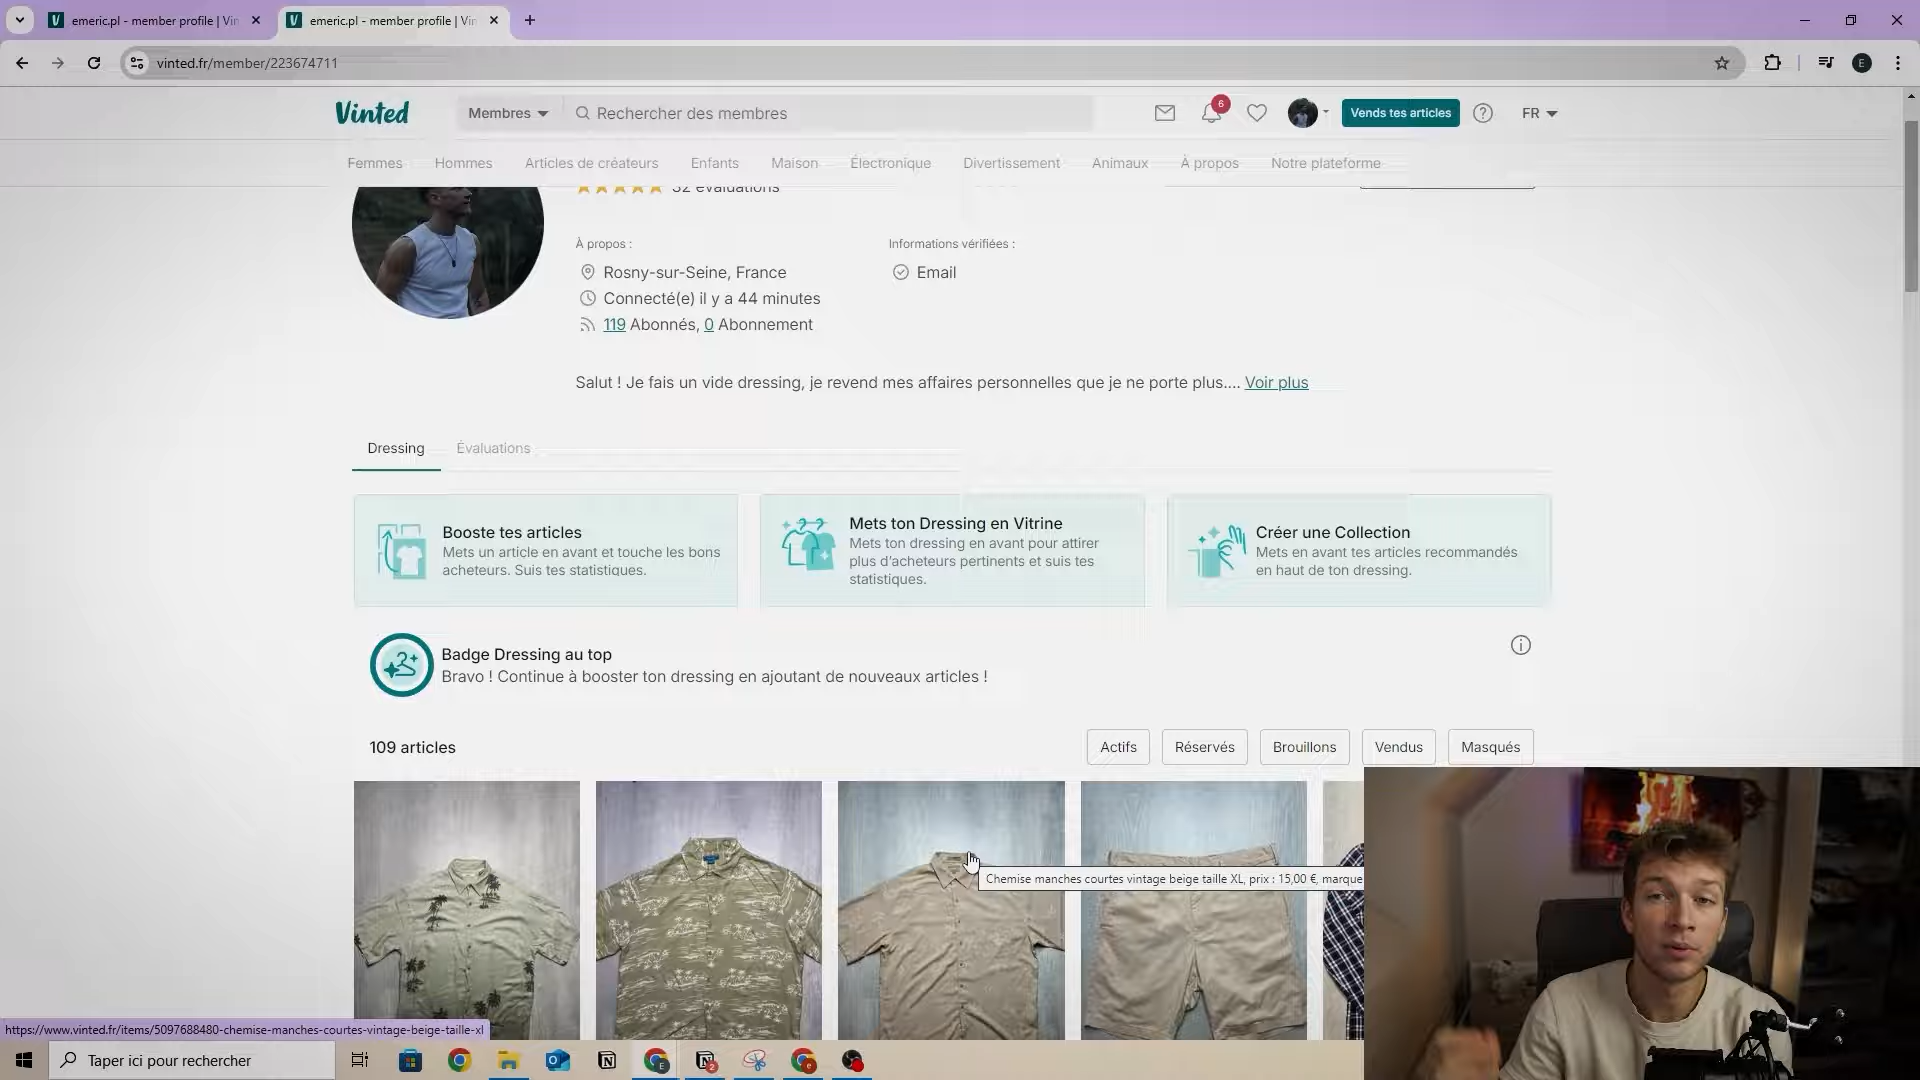 emeric.pl - member profile | Vin
emeric.pl - member profile | Vin
vinted.fr/member/223674711
E
Vinted
Membres
Rechercher des membres
6
Vends tes articles
FR
Femmes
Hommes
Articles de créateurs
Enfants
Maison
Électronique
Divertissement
Animaux
À propos
Notre plateforme
32 évaluations
À propos :
Rosny-sur-Seine, France
Connecté(e) il y a 44 minutes
119 Abonnés, 0 Abonnement
Informations vérifiées :
Email
Salut ! Je fais un vide dressing, je revend mes affaires personnelles que je ne porte plus.... Voir plus
Dressing
Évaluations
Booste tes articles
Mets un article en avant et touche les bons
acheteurs. Suis tes statistiques.
Mets ton Dressing en Vitrine
Mets ton dressing en avant pour attirer
plus d'acheteurs pertinents et suis tes
statistiques.
Créer une Collection
Mets en avant tes articles recommandés
en haut de ton dressing.
Badge Dressing au top
Bravo ! Continue à booster ton dressing en ajoutant de nouveaux articles !
109 articles
Actifs
Réservés
Brouillons
Vendus
Masqués
Chemise manches courtes vintage beige taille XL, prix : 15,00 €, marque
https://www.vinted.fr/items/5097688480-chemise-manches-courtes-vintage-beige-taille-xl
Taper ici pour rechercher